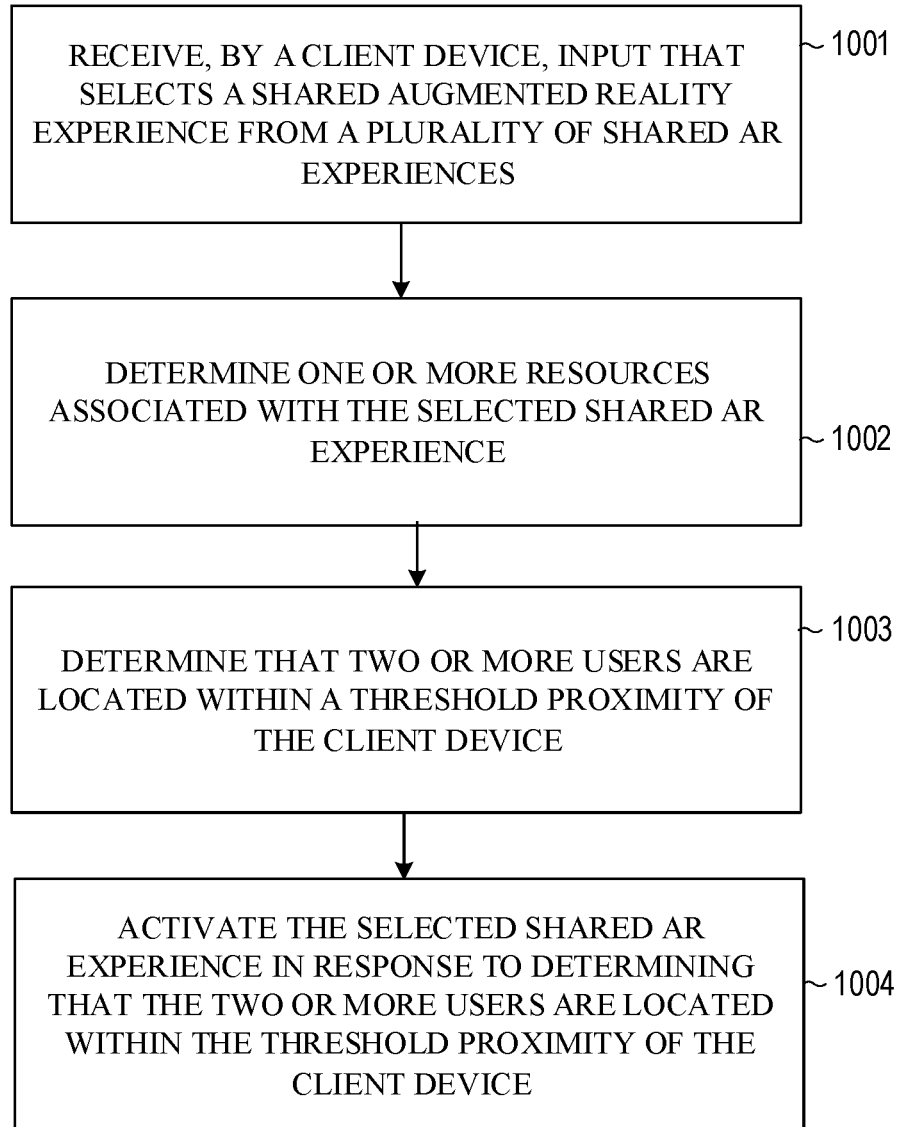 RECEIVE, BY A CLIENT DEVICE, INPUT THAT
SELECTS A SHARED AUGMENTED REALITY
EXPERIENCE FROM A PLURALITY OF SHARED AR
EXPERIENCES
~ 1001
DETERMINE ONE OR MORE RESOURCES
ASSOCIATED WITH THE SELECTED SHARED AR
EXPERIENCE
~ 1002
DETERMINE THAT TWO OR MORE USERS ARE
LOCATED WITHIN A THRESHOLD PROXIMITY OF
THE CLIENT DEVICE
~ 1003
ACTIVATE THE SELECTED SHARED AR
EXPERIENCE IN RESPONSE TO DETERMINING
THAT THE TWO OR MORE USERS ARE LOCATED
WITHIN THE THRESHOLD PROXIMITY OF THE
CLIENT DEVICE
~ 1004